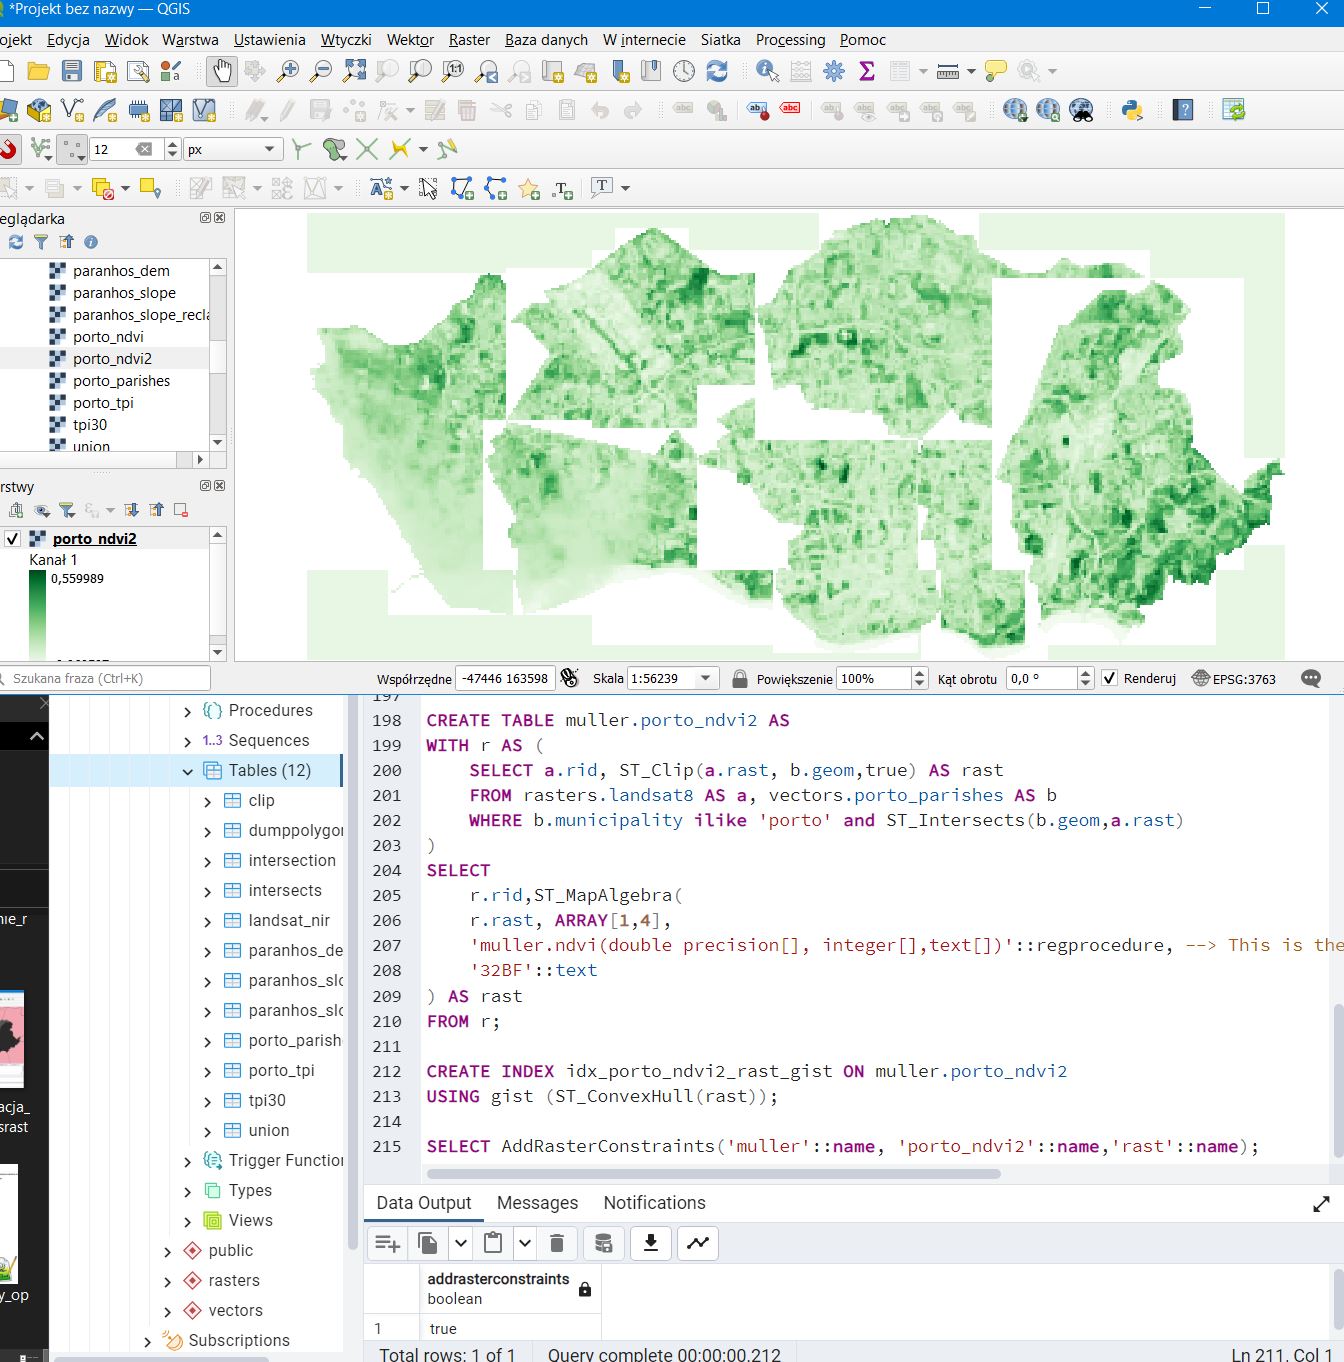 *Projekt bez nazwy — QGIS
ojekt Edycja Widok Warstwa Ustawienia Wtyczki Wektor Raster Baza danych W internecie Siatka Processing Pomoc
12 px
eglądarka
paranhos_dem
paranhos_slope
paranhos_slope_recla
porto_ndvi
porto_ndvi2
porto_parishes
porto_tpi
tpi30
union
rstwy
porto_ndvi2
Kanał 1
0,559989
Szukana fraza (Ctrl+K)
Współrzędne -47446 163598 Skala 1:56239 Powiększenie 100% Kąt obrotu 0,0 ° Renderuj EPSG:3763
Procedures
1..3 Sequences
Tables (12)
clip
dumppolygo
intersection
intersects
landsat_nir
paranhos_de
paranhos_slo
paranhos_slo
porto_parish
porto_tpi
tpi30
union
Trigger Function
Types
Views
public
rasters
vectors
Subscriptions
nie_r
acja_
srast
y_op
197
198 CREATE TABLE muller.porto_ndvi2 AS
199 WITH r AS (
200 SELECT a.rid, ST_Clip(a.rast, b.geom,true) AS rast
201 FROM rasters.landsat8 AS a, vectors.porto_parishes AS b
202 WHERE b.municipality ilike 'porto' and ST_Intersects(b.geom,a.rast)
203 )
204 SELECT
205 r.rid,ST_MapAlgebra(
206 r.rast, ARRAY[1,4],
207 'muller.ndvi(double precision[], integer[],text[])'::regprocedure, --> This is the
208 '32BF'::text
209 ) AS rast
210 FROM r;
211
212 CREATE INDEX idx_porto_ndvi2_rast_gist ON muller.porto_ndvi2
213 USING gist (ST_ConvexHull(rast));
214
215 SELECT AddRasterConstraints('muller'::name, 'porto_ndvi2'::name,'rast'::name);
Data Output Messages Notifications
addrasterconstraints
boolean
1 true
Total rows: 1 of 1 Query complete 00:00:00.212 Ln 211, Col 1